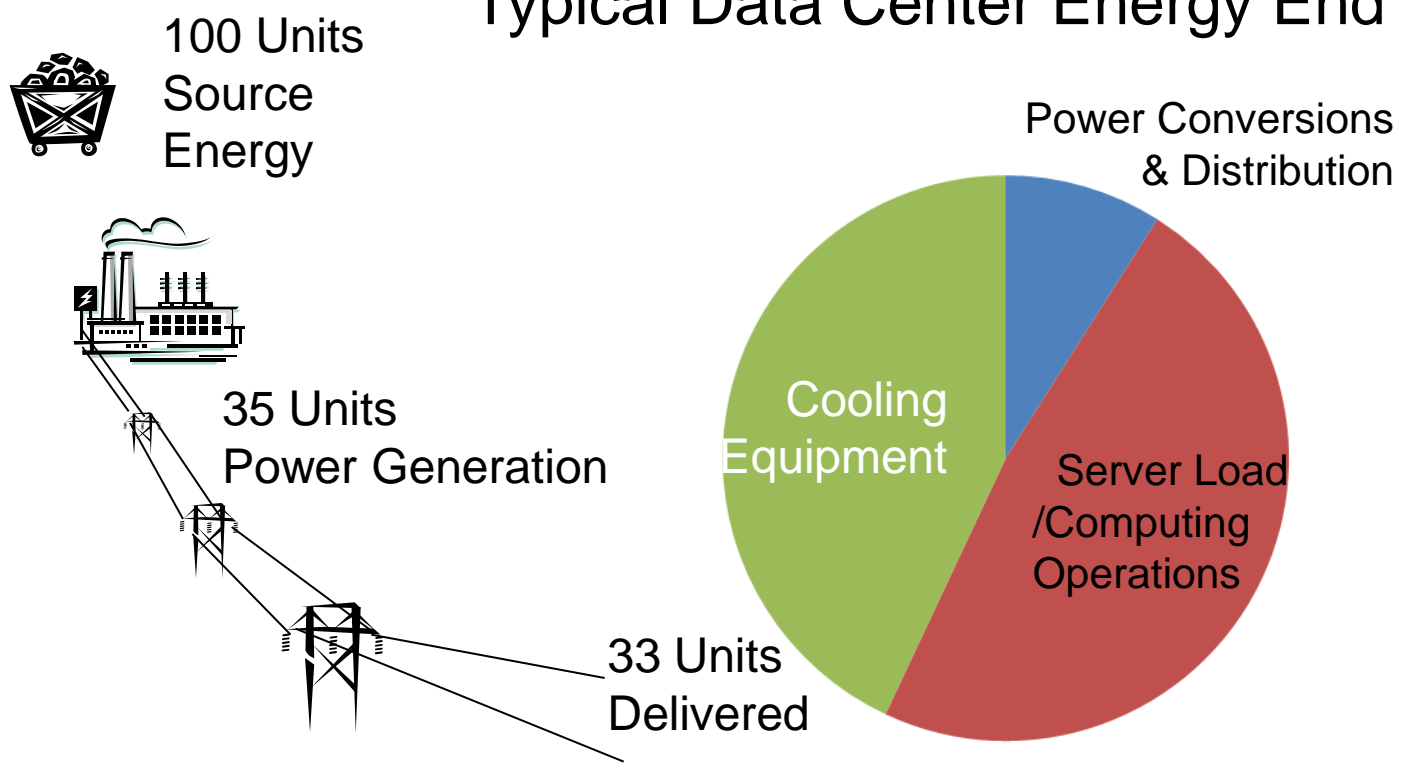 Typical Data Center Energy End
100 Units
Source
Energy
Power Conversions
& Distribution
35 Units
Power Generation
Cooling
Equipment
Server Load
/Computing
Operations
33 Units
Delivered